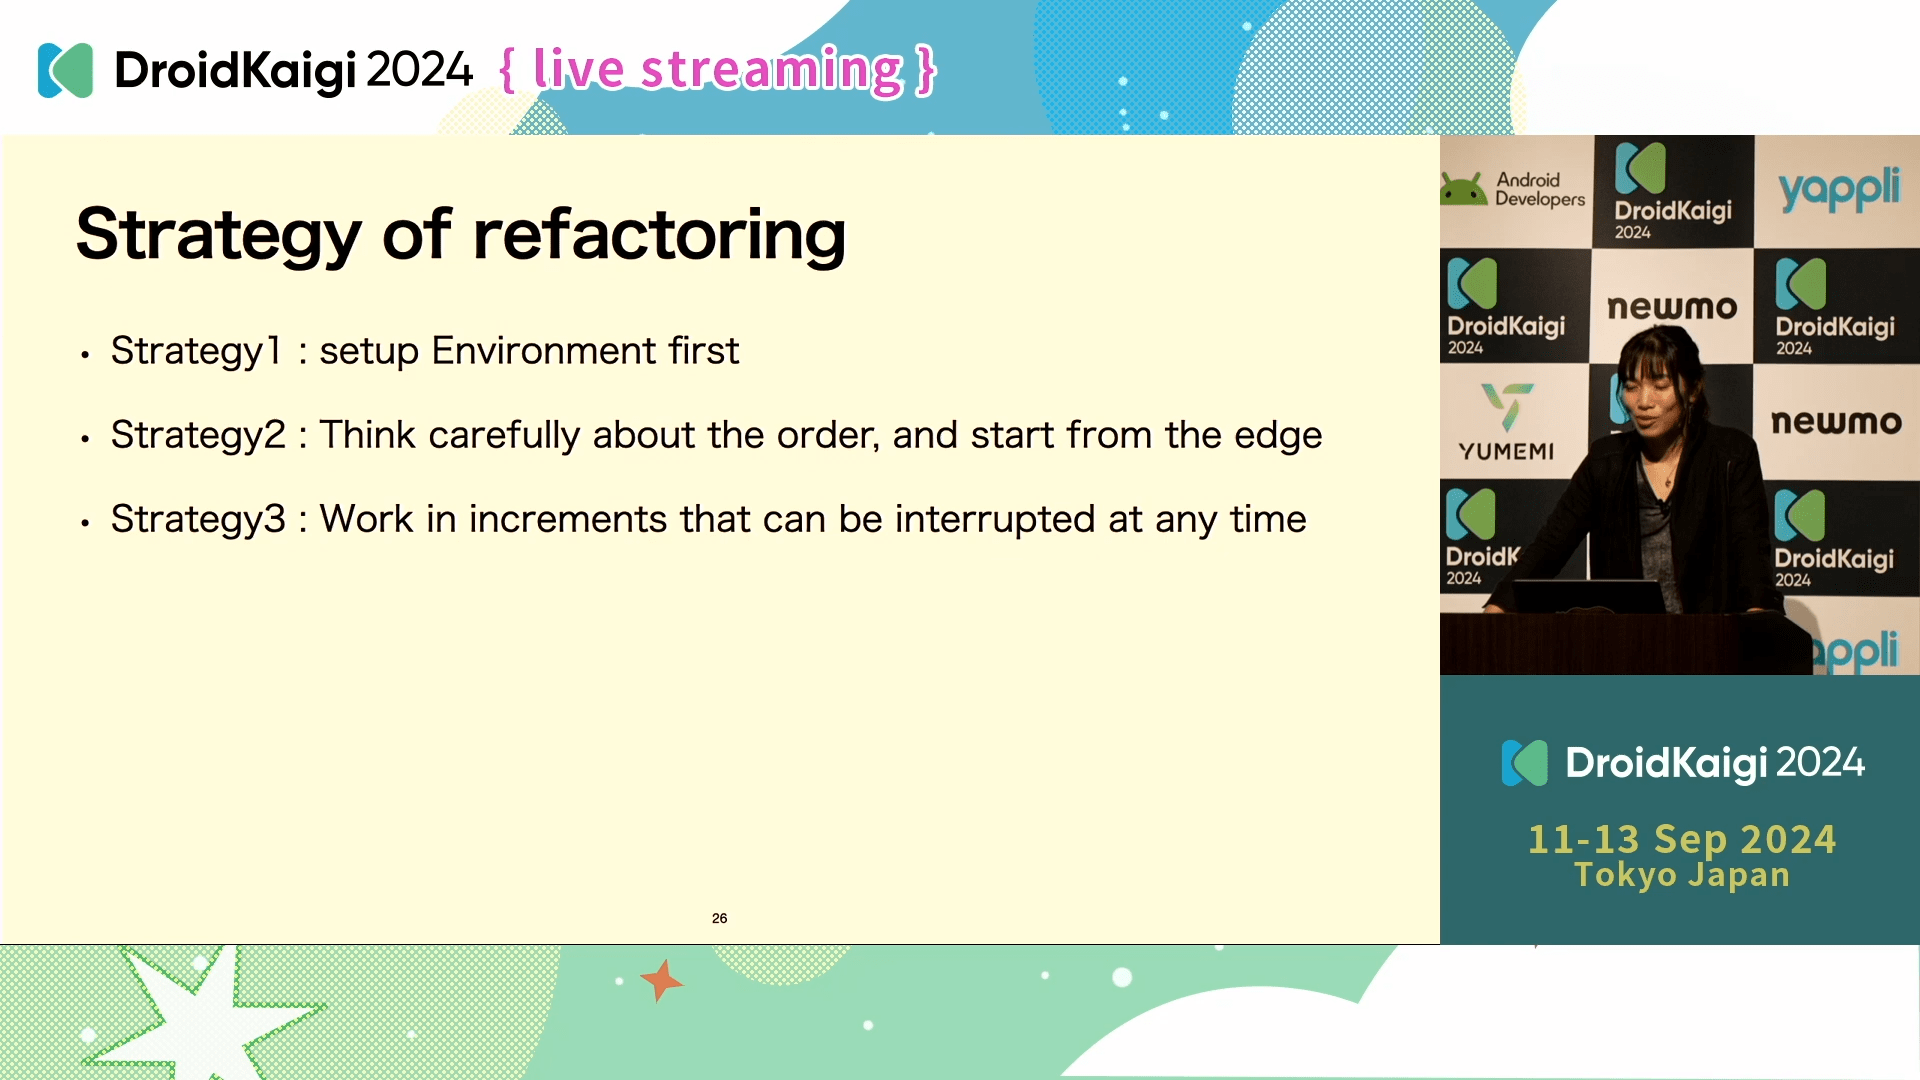 DroidKaigi 2024 { live streaming }
Strategy of refactoring
• Strategy1 : setup Environment first
• Strategy2 : Think carefully about the order, and start from the edge
• Strategy3 : Work in increments that can be interrupted at any time
26
Android
Developers
DroidKaigi
2024
yappli
DroidKaigi
2024
newmo
DroidKaigi
2024
YUMEMI
newmo
DroidK
2024
DroidKaigi
2024
appli
DroidKaigi 2024
11-13 Sep 2024
Tokyo Japan